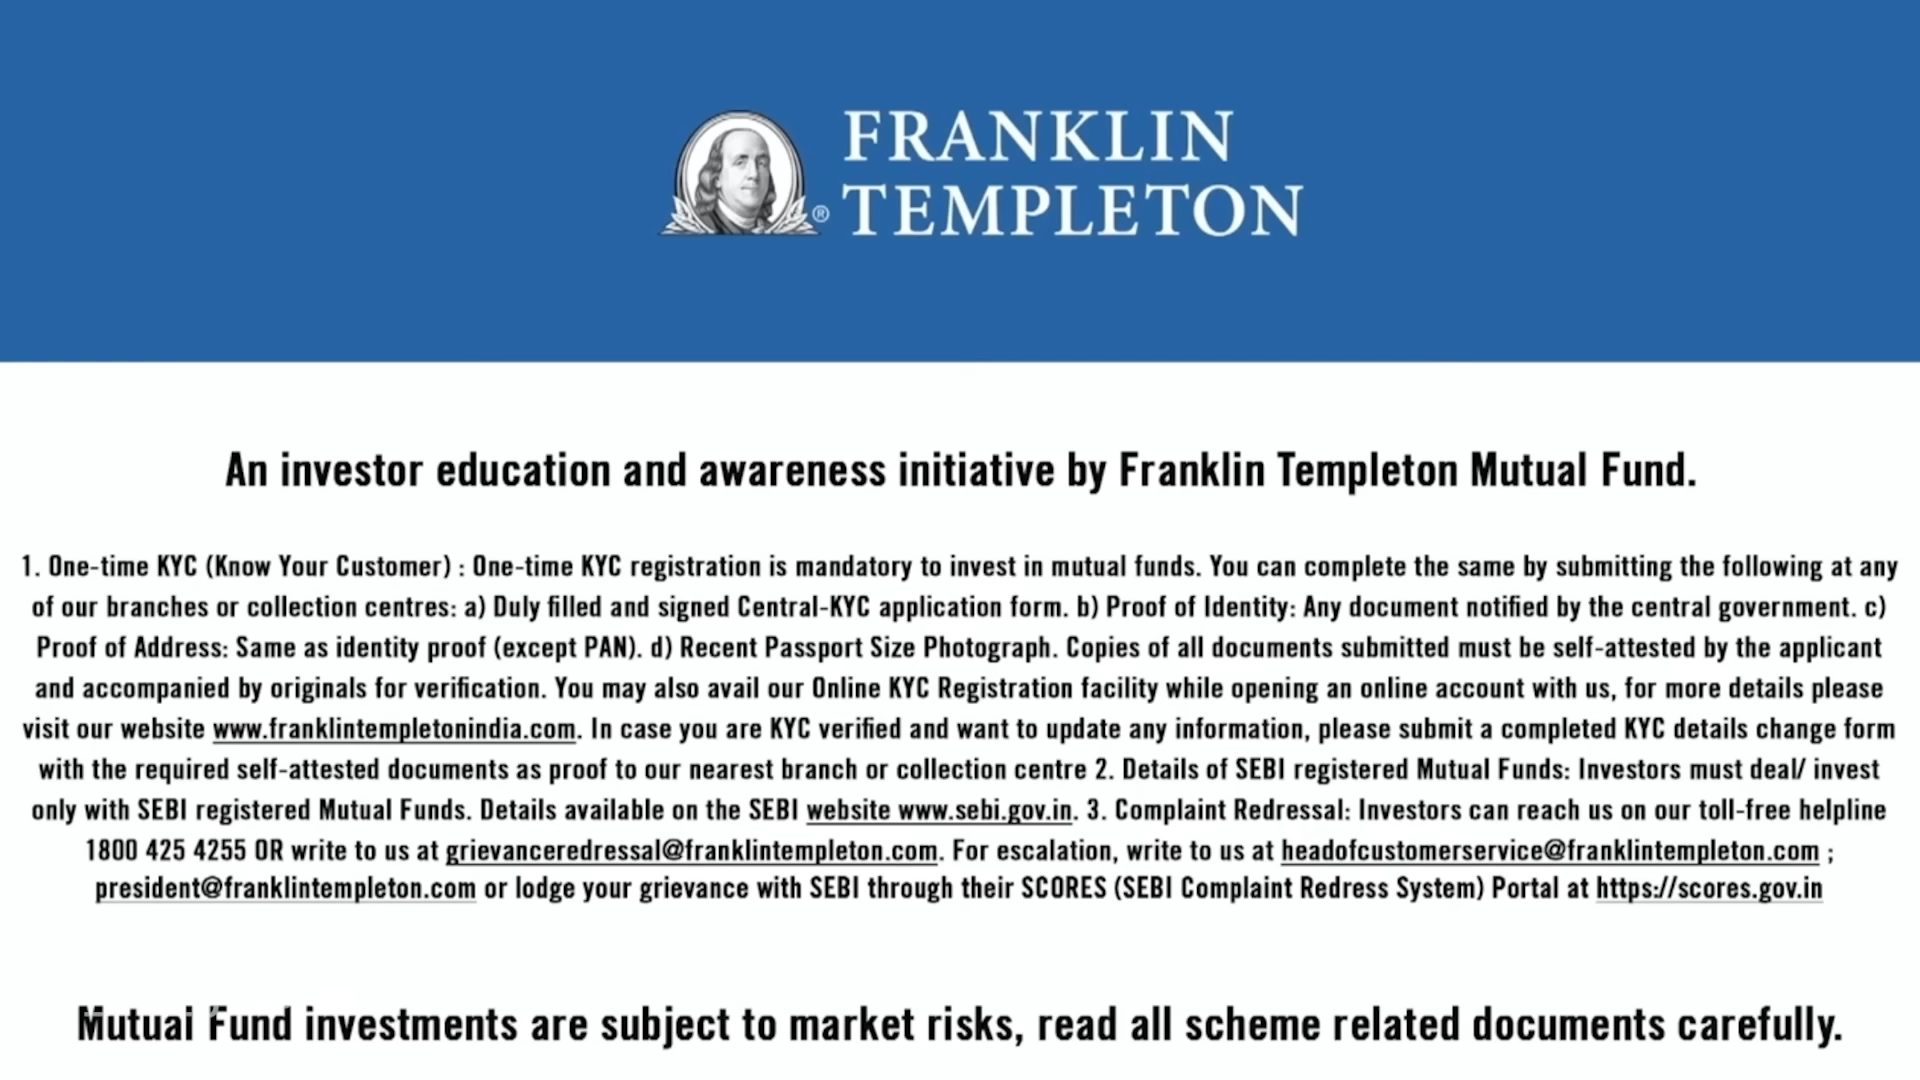 FRANKLIN
TEMPLETON
®
An investor education and awareness initiative by Franklin Templeton Mutual Fund.
1. One-time KYC (Know Your Customer) : One-time KYC registration is mandatory to invest in mutual funds. You can complete the same by submitting the following at any
of our branches or collection centres: a) Duly filled and signed Central-KYC application form. b) Proof of Identity: Any document notified by the central government. c)
Proof of Address: Same as identity proof (except PAN). d) Recent Passport Size Photograph. Copies of all documents submitted must be self-attested by the applicant
and accompanied by originals for verification. You may also avail our Online KYC Registration facility while opening an online account with us, for more details please
visit our website www.franklintempletonindia.com. In case you are KYC verified and want to update any information, please submit a completed KYC details change form
with the required self-attested documents as proof to our nearest branch or collection centre 2. Details of SEBI registered Mutual Funds: Investors must deal/ invest
only with SEBI registered Mutual Funds. Details available on the SEBI website www.sebi.gov.in. 3. Complaint Redressal: Investors can reach us on our toll-free helpline
1800 425 4255 OR write to us at grievanceredressal@franklintempleton.com. For escalation, write to us at headofcustomerservice@franklintempleton.com ;
president@franklintempleton.com or lodge your grievance with SEBI through their SCORES (SEBI Complaint Redress System) Portal at https://scores.gov.in
Mutual Fund investments are subject to market risks, read all scheme related documents carefully.